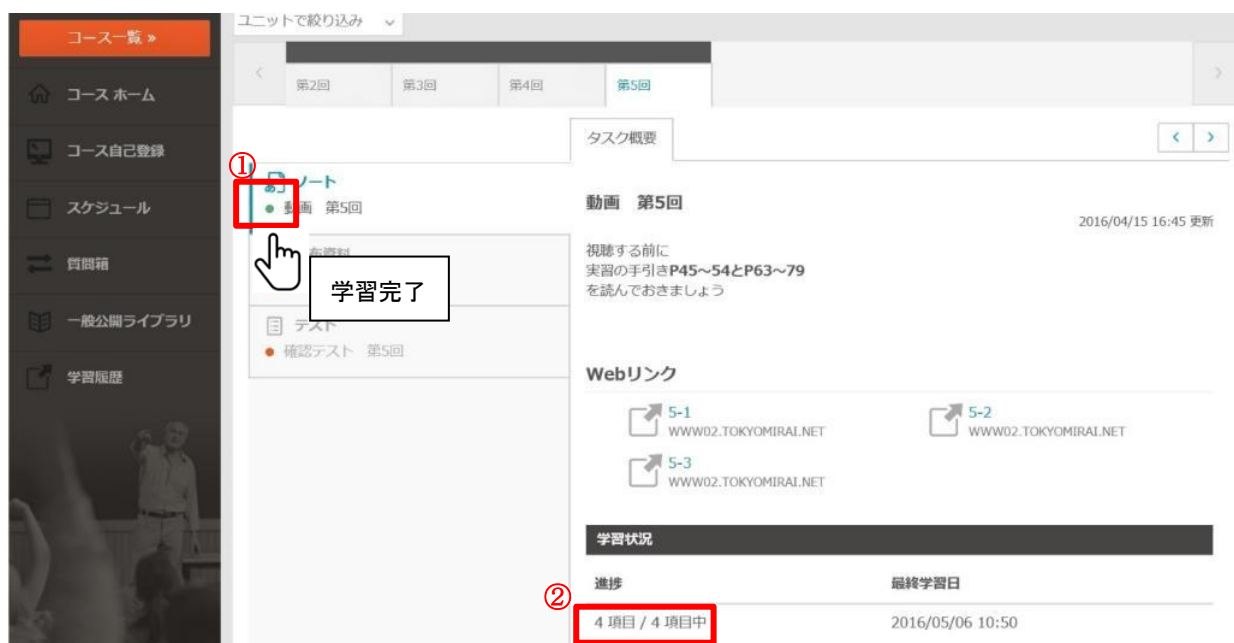 コース一覧 »
コース ホーム
コース自己登録
スケジュール
質問箱
一般公開ライブラリ
学習履歴
ユニットで絞り込み
第2回
第3回
第4回
第5回
①
ノート
動画 第5回
学習完了
テスト
確認テスト 第5回
タスク概要
動画 第5回
2016/04/15 16:45 更新
視聴する前に
実習の手引きP45～54とP63～79
を読んでおきましょう
Webリンク
5-1
WWW02.TOKYOMIRAI.NET
5-2
WWW02.TOKYOMIRAI.NET
5-3
WWW02.TOKYOMIRAI.NET
学習状況
進捗
最終学習日
②
4 項目 / 4 項目中
2016/05/06 10:50